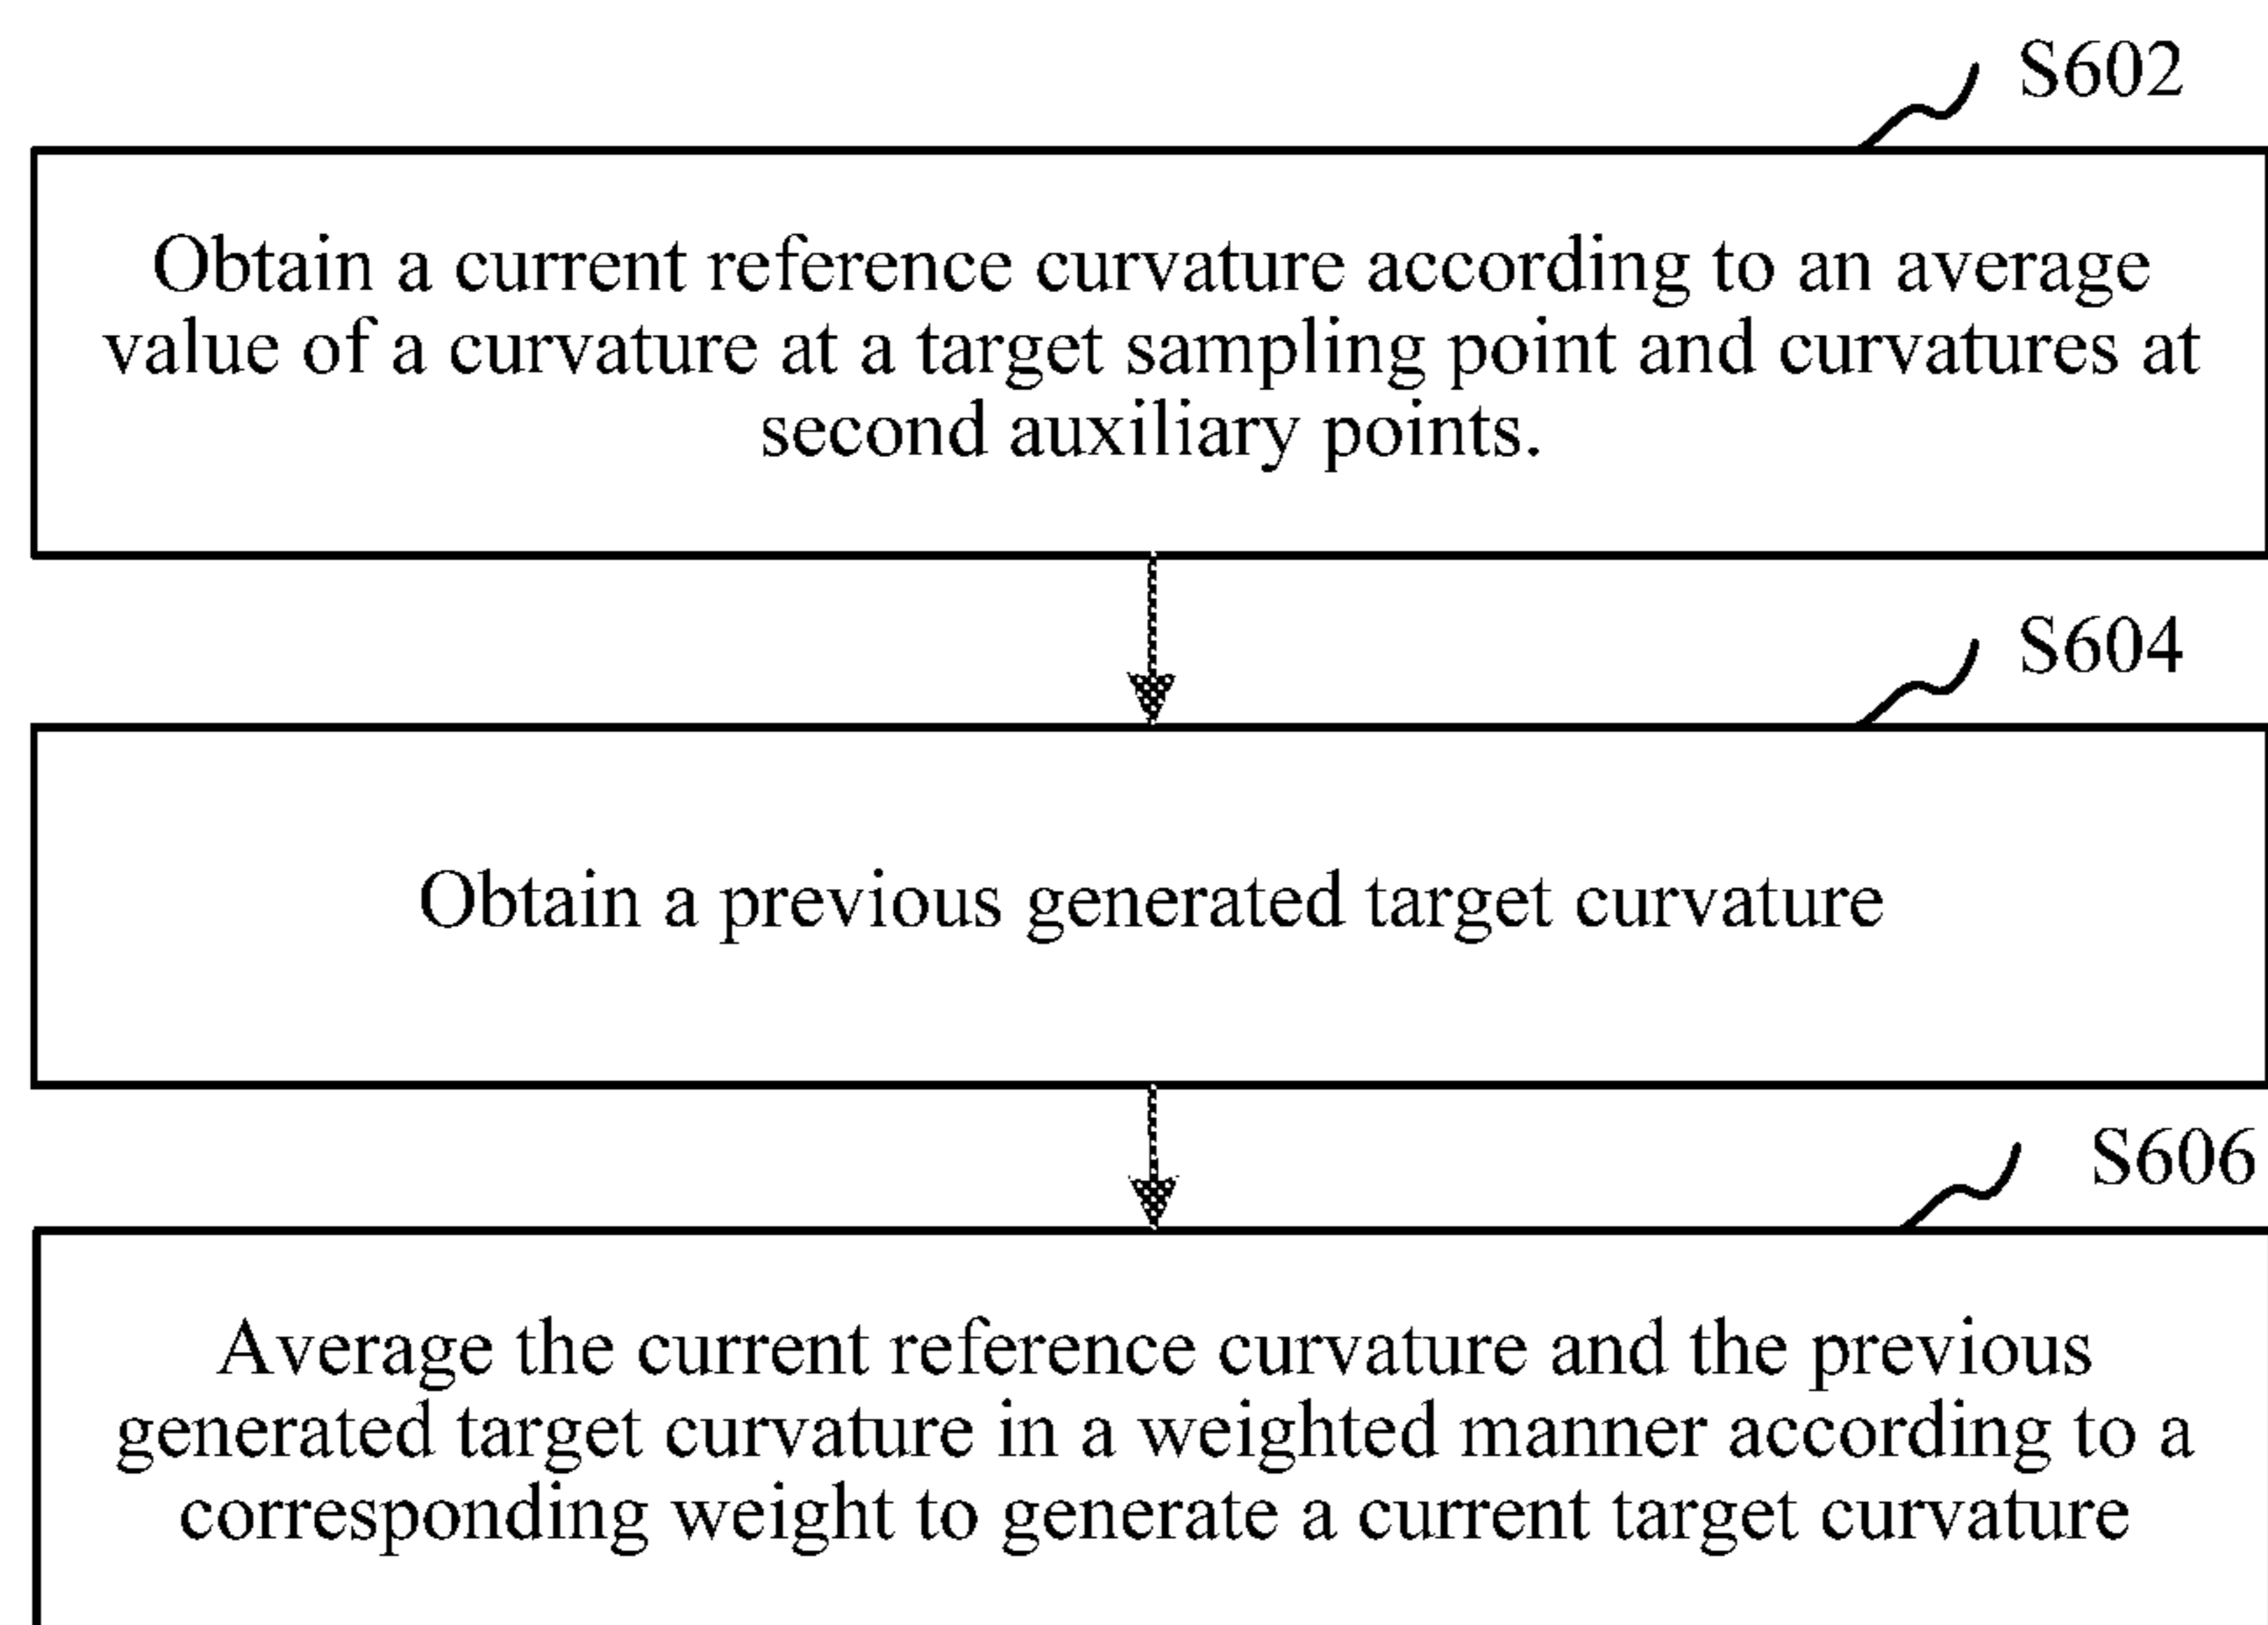 S602
Obtain a current reference curvature according to an average
value of a curvature at a target sampling point and curvatures at
second auxiliary points.
S604
Obtain a previous generated target curvature
S606
Average the current reference curvature and the previous
generated target curvature in a weighted manner according to a
corresponding weight to generate a current target curvature